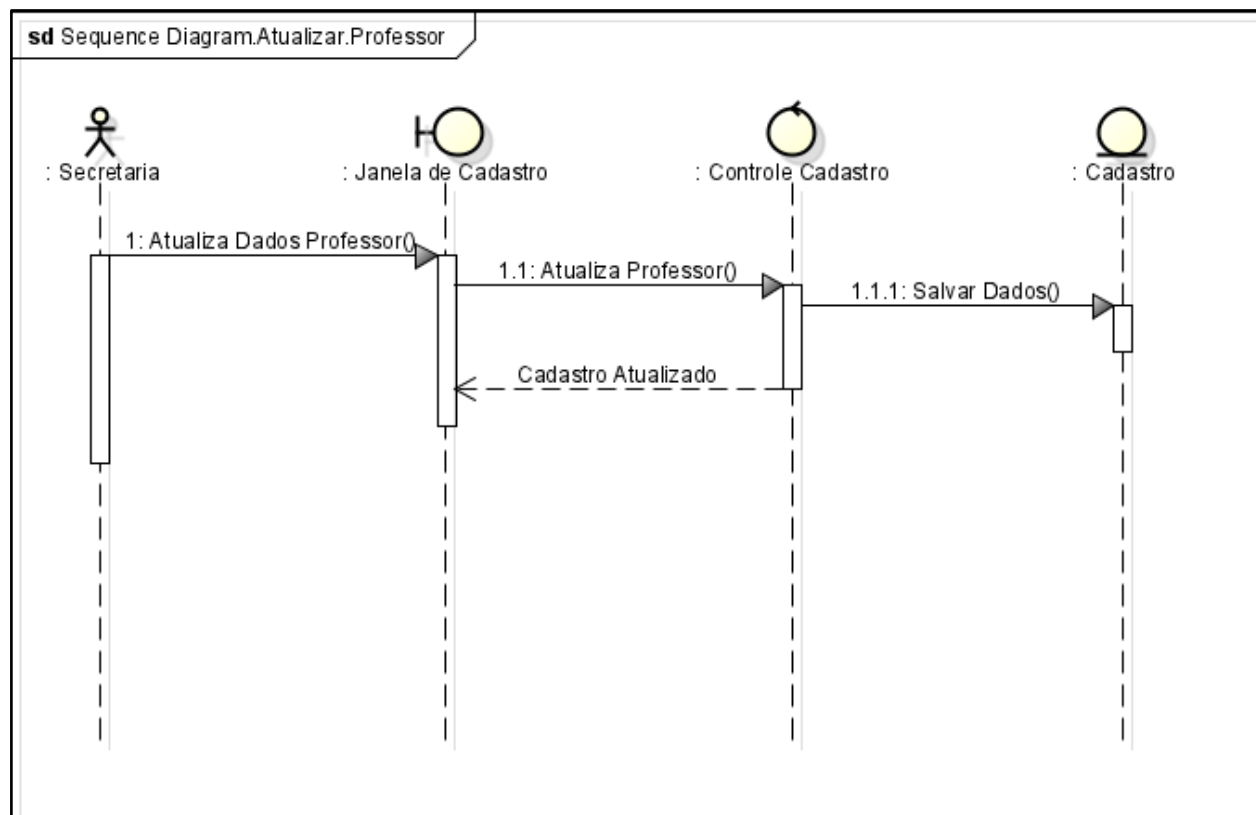 sd Sequence Diagram.Atualizar.Professor
: Secretaria
: Janela de Cadastro
: Controle Cadastro
: Cadastro
1: Atualiza Dados Professor()
1.1: Atualiza Professor()
1.1.1: Salvar Dados()
Cadastro Atualizado